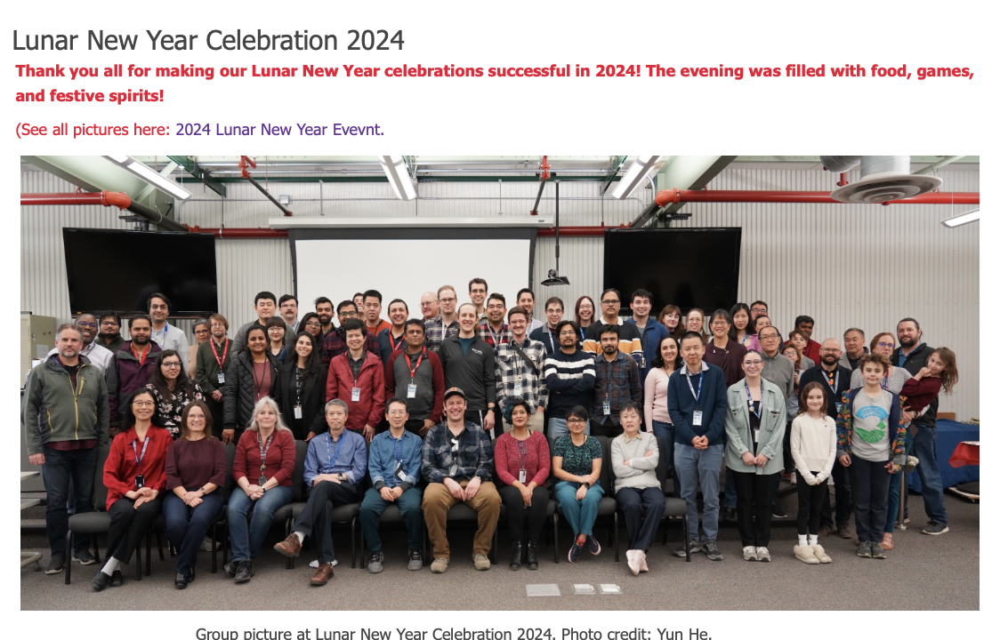 Lunar New Year Celebration 2024
Thank you all for making our Lunar New Year celebrations successful in 2024! The evening was filled with food, games,
and festive spirits!
(See all pictures here: 2024 Lunar New Year Evevnt.
Group picture at Lunar New Year Celebration 2024. Photo credit: Yun He.